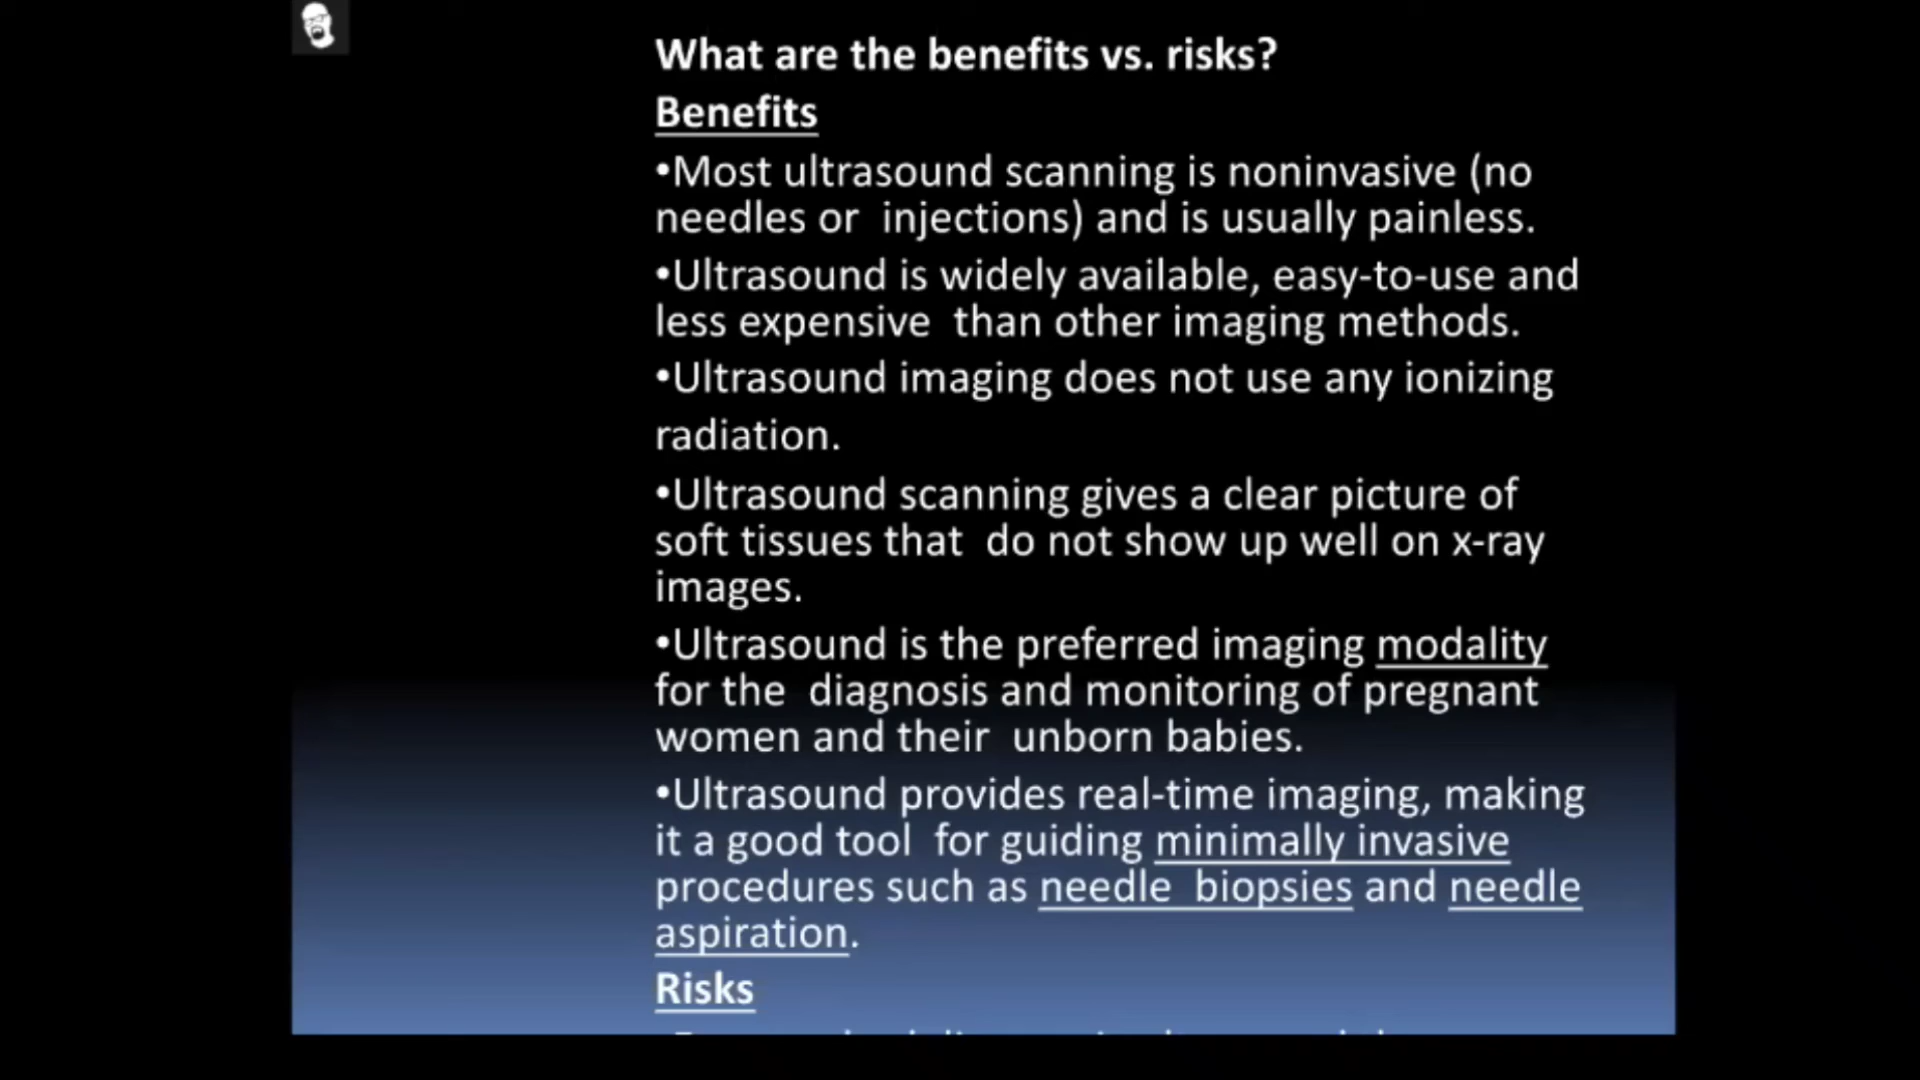 What are the benefits vs. risks?
Benefits
•Most ultrasound scanning is noninvasive (no
needles or injections) and is usually painless.
•Ultrasound is widely available, easy-to-use and
less expensive than other imaging methods.
•Ultrasound imaging does not use any ionizing
radiation.
•Ultrasound scanning gives a clear picture of
soft tissues that do not show up well on x-ray
images.
•Ultrasound is the preferred imaging modality
for the diagnosis and monitoring of pregnant
women and their unborn babies.
•Ultrasound provides real-time imaging, making
it a good tool for guiding minimally invasive
procedures such as needle biopsies and needle
aspiration.
Risks